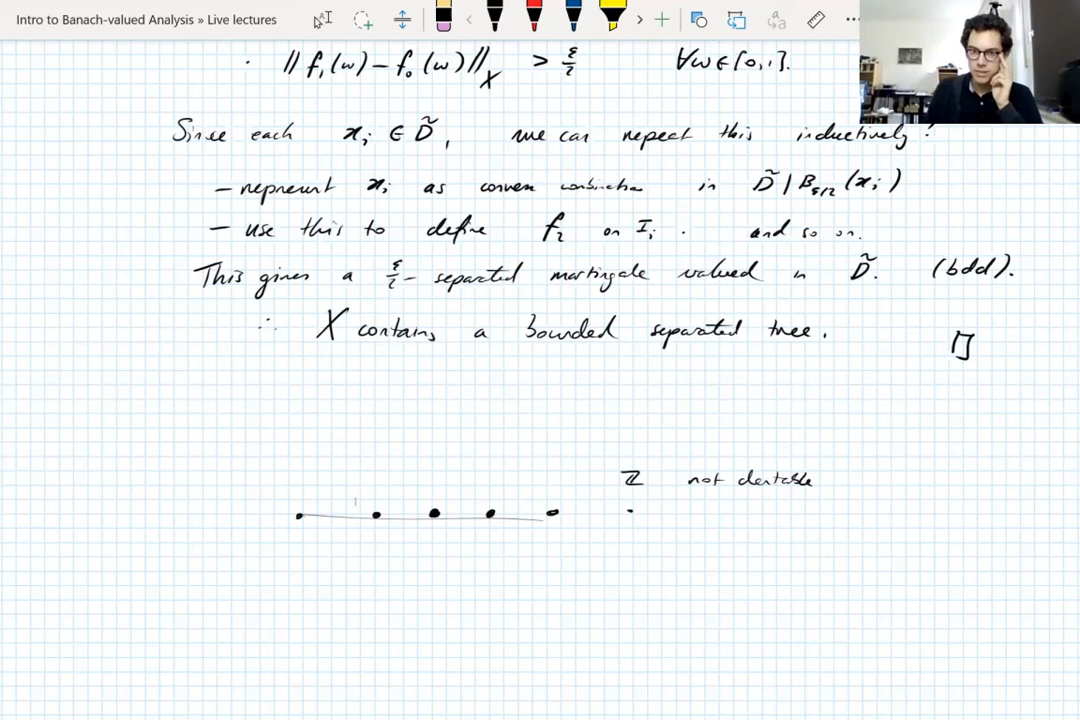 Intro to Banach-valued Analysis » Live lectures
· || f₁(ω) – f₀(ω) ||_X > ε/2 ∀ω∈[0,1].
Since each x_i ∈ D̃, we can repeat this inductively:
– represent x_i as convex combination in D̃ \ B_{ε/2}(x_i)
– use this to define f₂ on I_i. and so on.
This gives a ε/2 – separated martingale valued in D̃. (bdd).
∴ X contains a bounded separated tree.
ℤ not dentable